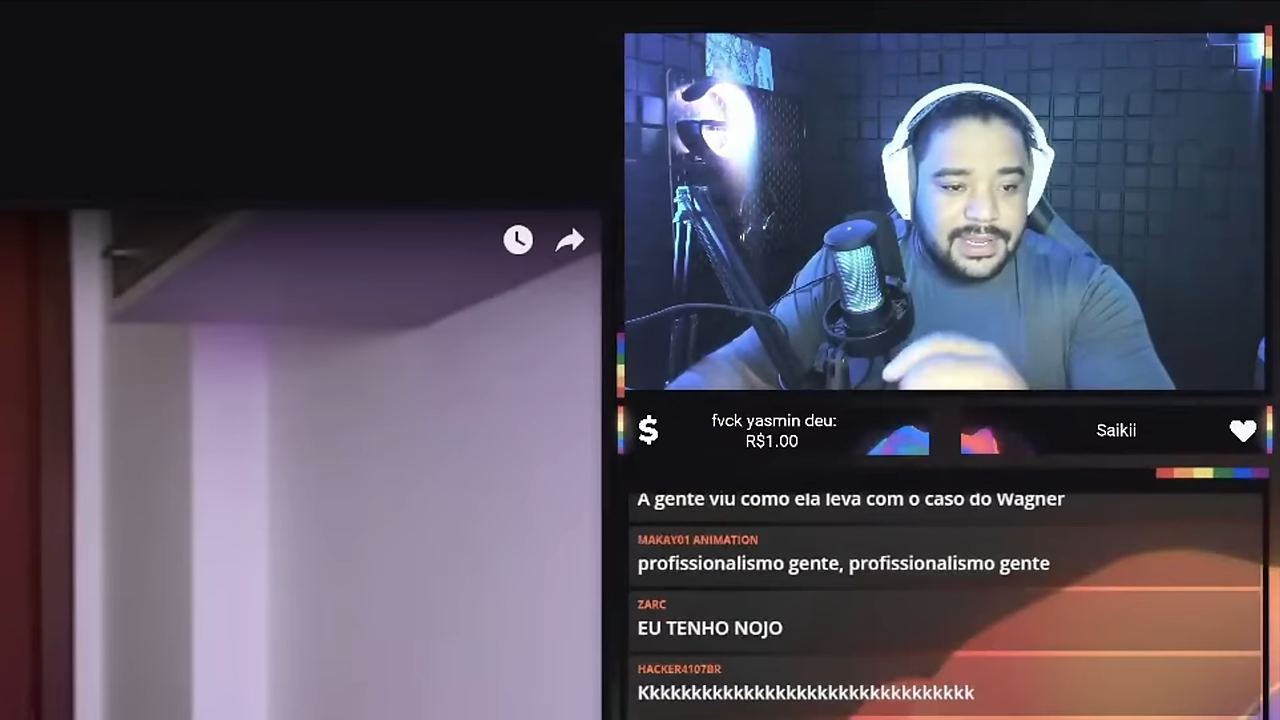 fvck yasmin deu:
R$1.00
Saikii
A gente viu como ela leva com o caso do Wagner
MAKAY01 ANIMATION
profissionalismo gente, profissionalismo gente
ZARC
EU TENHO NOJO
HACKER4107BR
Kkkkkkkkkkkkkkkkkkkkkkkkkkkkkkk